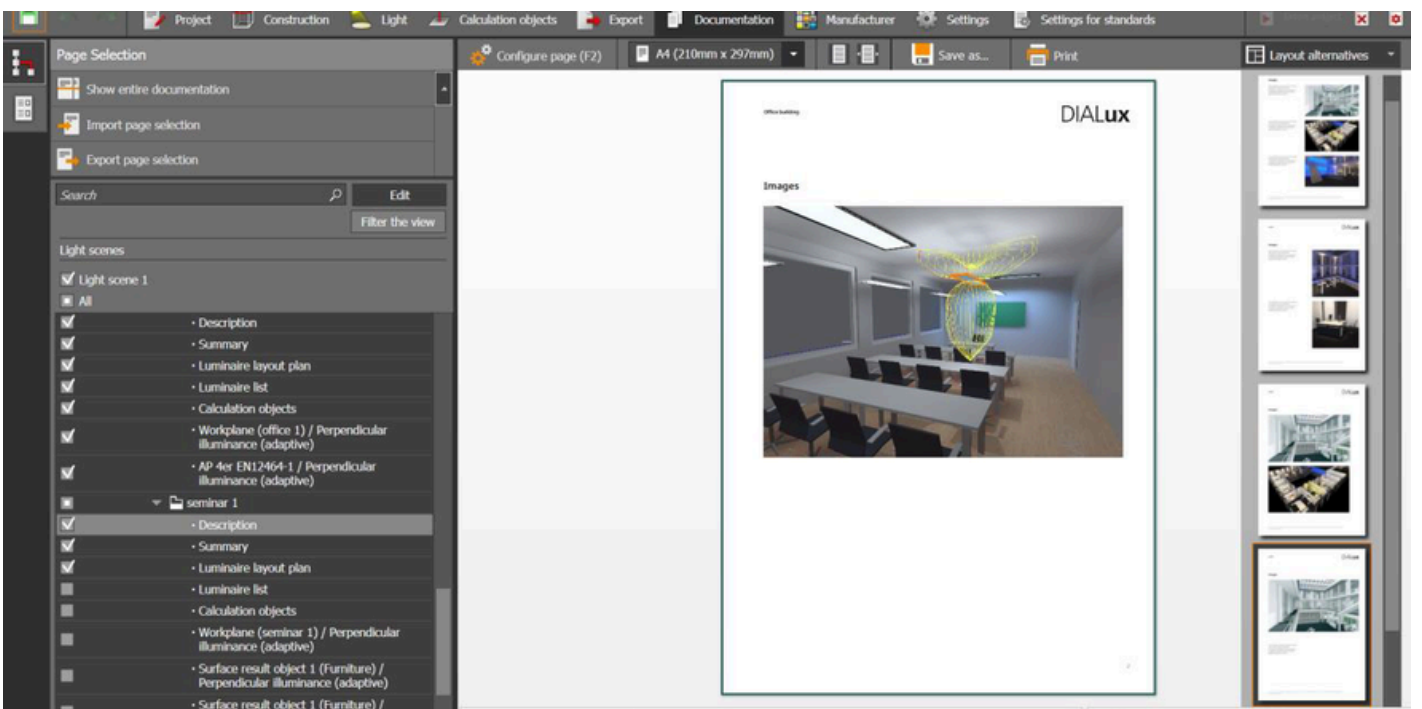 Project
Construction
Light
Calculation objects
Export
Documentation
Manufacturer
Settings
Settings for standards
Page Selection
Configure page (F2)
A4 (210mm x 297mm)
Save as...
Print
Layout alternatives
Show entire documentation
Import page selection
Export page selection
Search
Edit
Filter the view
Light scenes
Light scene 1
All
• Description
• Summary
• Luminaire layout plan
• Luminaire list
• Calculation objects
• Workplane (office 1) / Perpendicular
illuminance (adaptive)
• AP 4er EN12464-1 / Perpendicular
illuminance (adaptive)
seminar 1
• Description
• Summary
• Luminaire layout plan
• Luminaire list
• Calculation objects
• Workplane (seminar 1) / Perpendicular
illuminance (adaptive)
• Surface result object 1 (Furniture) /
Perpendicular illuminance (adaptive)
• Surface result object 1 (Furniture) /
Office building
DIALux
Images
DIALux
DIALux
DIALux